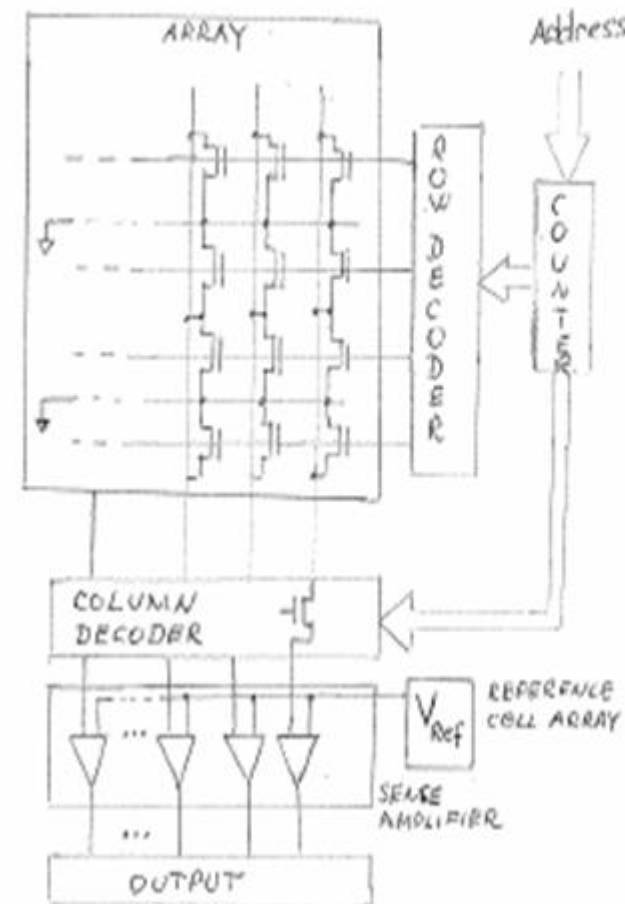 ARRAY
Address
ROW DECODER
COUNTER
COLUMN
DECODER
VRef
REFERENCE
CELL ARRAY
...
SENSE
AMPLIFIER
...
OUTPUT